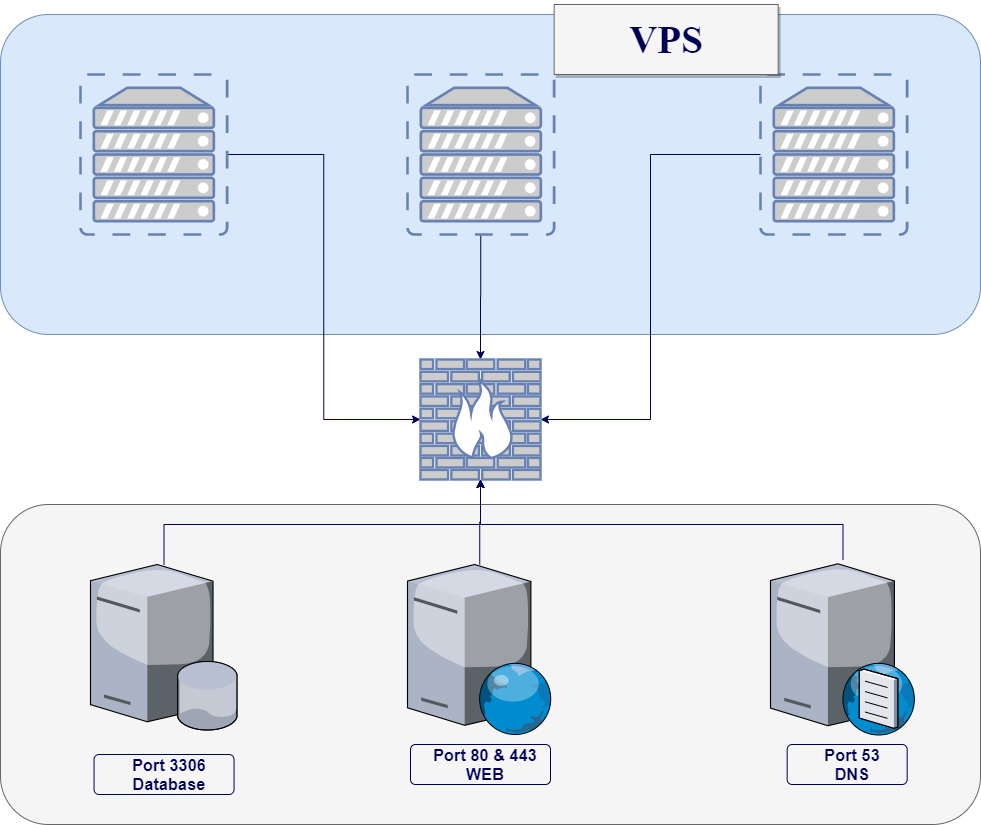 VPS
Port 3306
Database
Port 80 & 443
WEB
Port 53
DNS